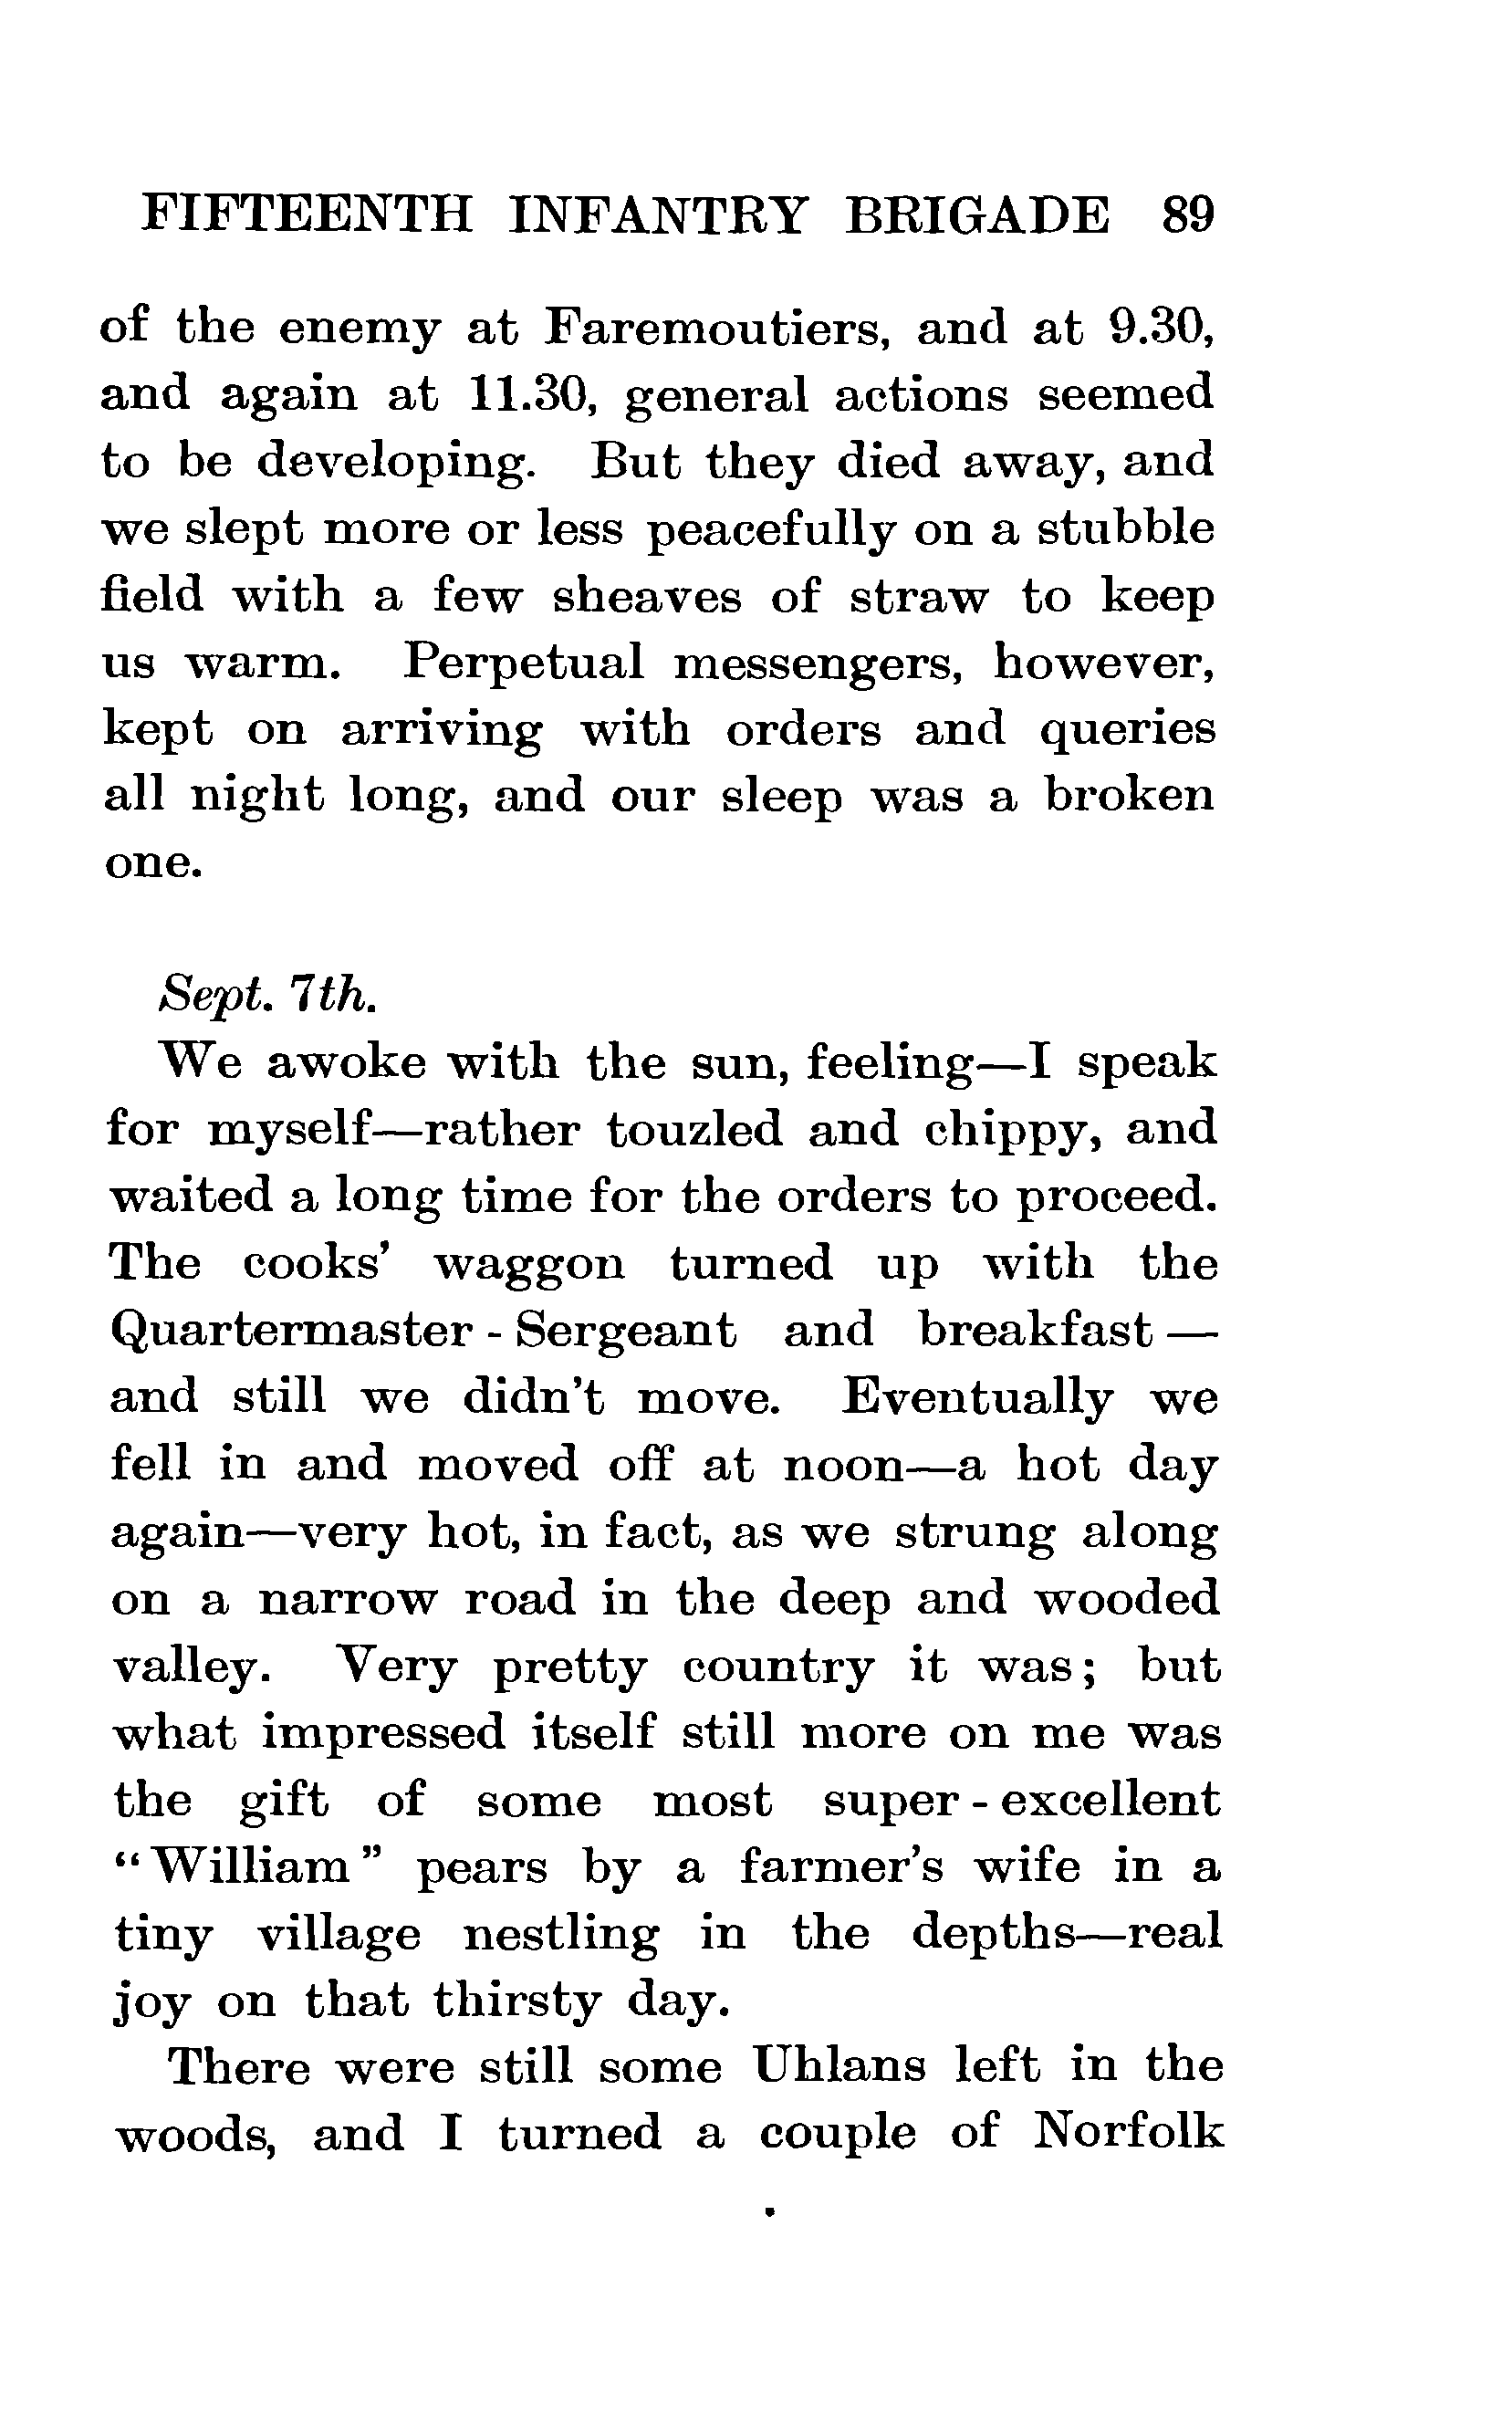 FIFTEENTH INFANTRY BRIGADE 89
of the enemy at Faremoutiers, and at 9.30,
and again at 11.30, general actions seemed
to be developing. But they died away, and
we slept more or less peacefully on a stubble
field with a few sheaves of straw to keep
us warm. Perpetual messengers, however,
kept on arriving with orders and queries
all night long, and our sleep was a broken
one.
Sept. 7th.
We awoke with the sun, feeling—I speak
for myself—rather touzled and chippy, and
waited a long time for the orders to proceed.
The cooks' waggon turned up with the
Quartermaster-Sergeant and breakfast—
and still we didn't move. Eventually we
fell in and moved off at noon—a hot day
again—very hot, in fact, as we strung along
on a narrow road in the deep and wooded
valley. Very pretty country it was; but
what impressed itself still more on me was
the gift of some most super-excellent
"William" pears by a farmer's wife in a
tiny village nestling in the depths—real
joy on that thirsty day.
There were still some Uhlans left in the
woods, and I turned a couple of Norfolk